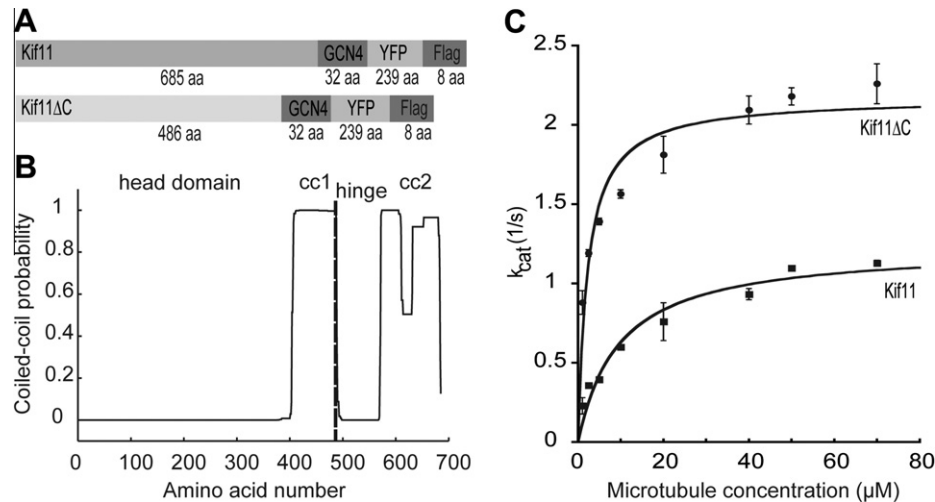 A
Kif11 GCN4 YFP Flag
685 aa 32 aa 239 aa 8 aa
Kif11ΔC GCN4 YFP Flag
486 aa 32 aa 239 aa 8 aa
B
head domain cc1 hinge cc2
Coiled-coil probability
1
0.8
0.6
0.4
0.2
0
0 100 200 300 400 500 600 700
Amino acid number
C
kcat (1/s)
2.5
2
1.5
1
0.5
0
Kif11ΔC
Kif11
0 20 40 60 80
Microtubule concentration (µM)